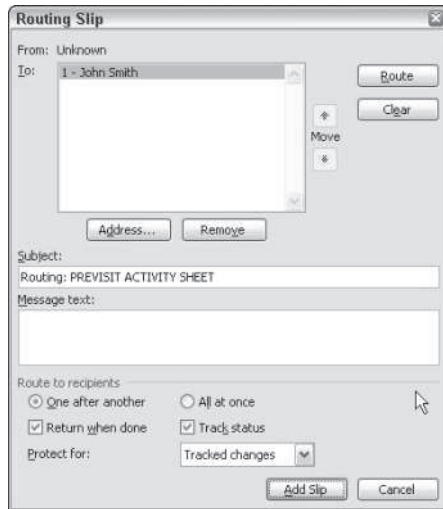 Routing Slip
From: Unknown
To:
1 - John Smith
Route
Clear
Move
Address...
Remove
Subject:
Routing: PREVISIT ACTIVITY SHEET
Message text:
Route to recipients
One after another
All at once
Return when done
Track status
Protect for:
Tracked changes
Add Slip
Cancel